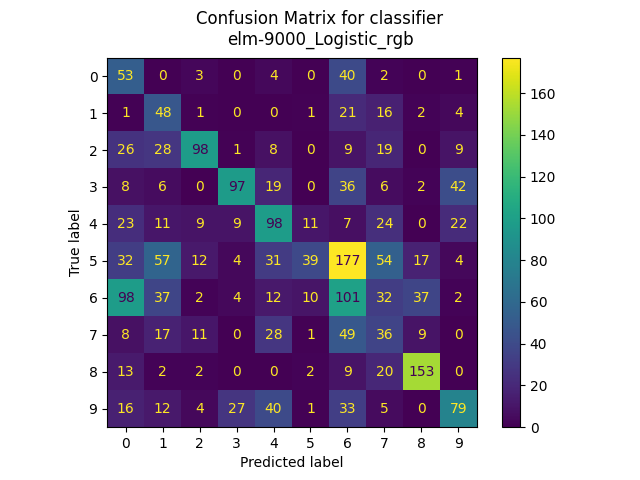 Confusion Matrix for classifier
elm-9000_Logistic_rgb
0 53 0 3 0 4 0 40 2 0 1
1 1 48 1 0 0 1 21 16 2 4
2 26 28 98 1 8 0 9 19 0 9
3 8 6 0 97 19 0 36 6 2 42
4 23 11 9 9 98 11 7 24 0 22
5 32 57 12 4 31 39 177 54 17 4
6 98 37 2 4 12 10 101 32 37 2
7 8 17 11 0 28 1 49 36 9 0
8 13 2 2 0 0 2 9 20 153 0
9 16 12 4 27 40 1 33 5 0 79
0 1 2 3 4 5 6 7 8 9
Predicted label
True label
160
140
120
100
80
60
40
20
0